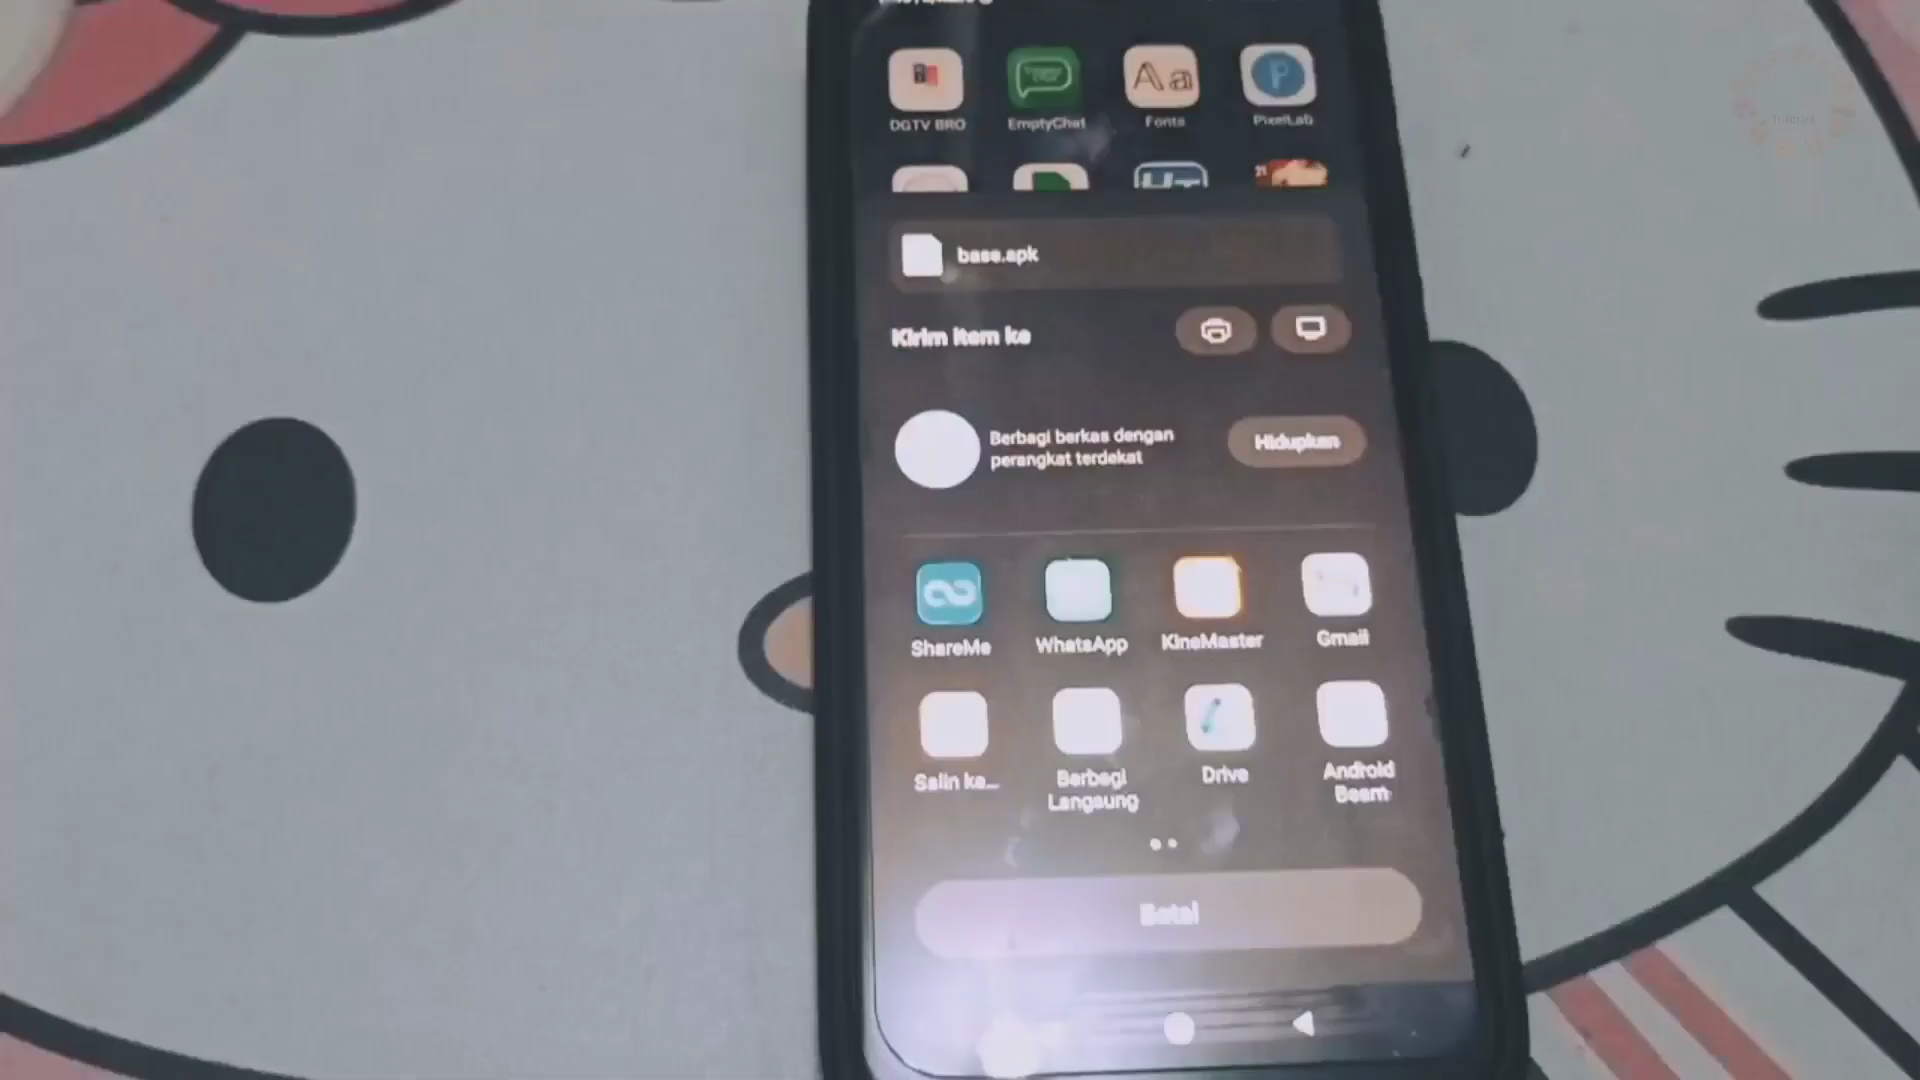 DGTV BRO
EmptyChat
Aa
Fonts
P
PixelLab
base.apk
Kirim item ke
Berbagi berkas dengan
perangkat terdekat
Hidupkan
ShareMe
WhatsApp
KineMaster
Gmail
Salin ke...
Berbagi
Langsung
Drive
Android
Beam
Batal